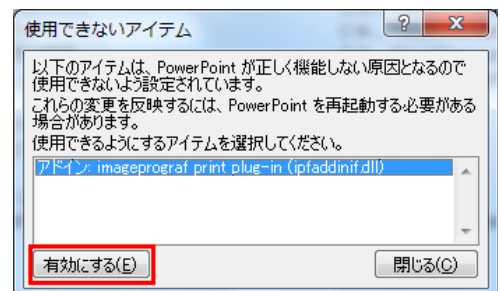 使用できないアイテム
以下のアイテムは、PowerPoint が正しく機能しない原因となるので
使用できないよう設定されています。
これらの変更を反映するには、PowerPoint を再起動する必要がある
場合があります。
使用できるようにするアイテムを選択してください。
アドイン: imageprograf print plug-in (ipfaddinif.dll)
有効にする(E) 閉じる(C)